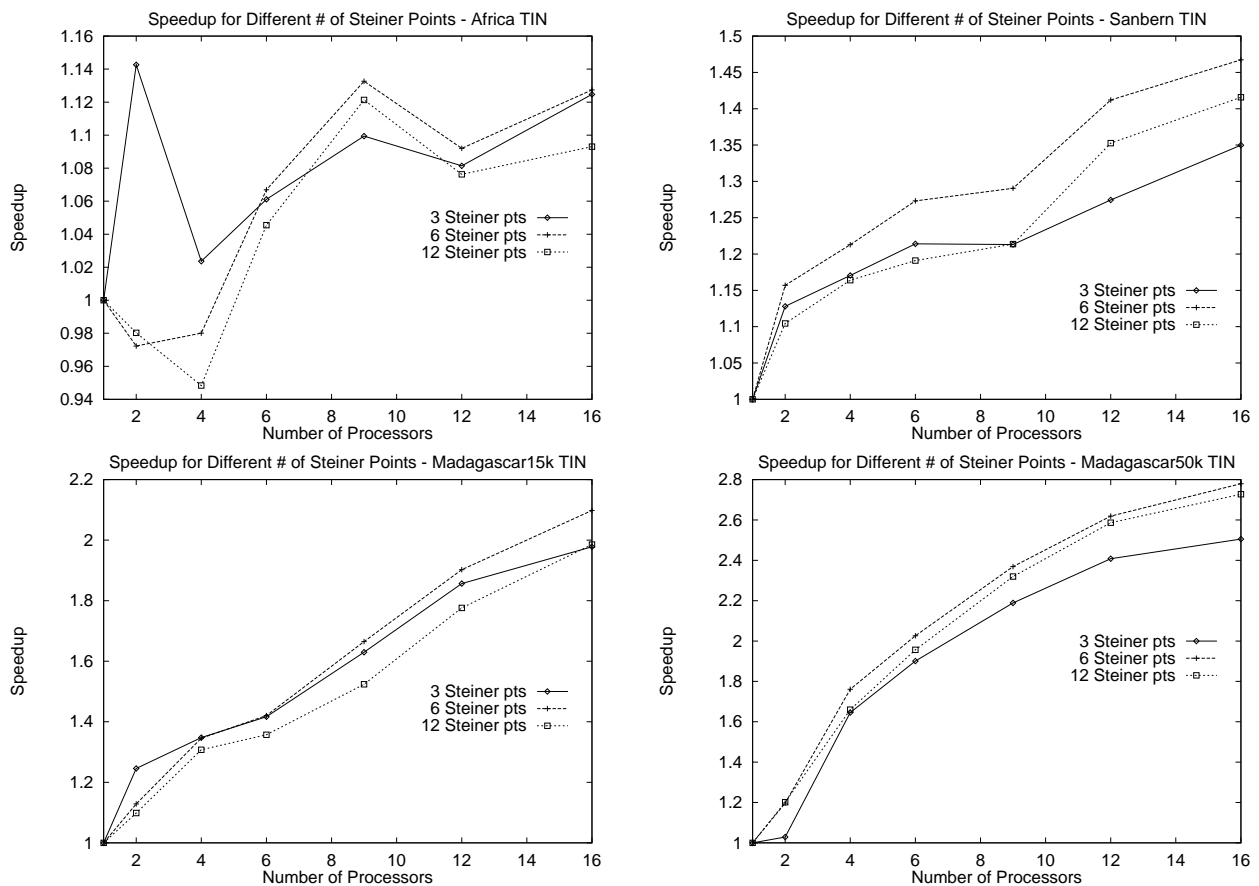 Speedup for Different # of Steiner Points - Africa TIN
1.16
1.14
1.12
1.1
1.08
1.06
1.04
1.02
1
0.98
0.96
0.94
Speedup
3 Steiner pts
6 Steiner pts
12 Steiner pts
2 4 6 8 10 12 14 16
Number of Processors
Speedup for Different # of Steiner Points - Sanbern TIN
1.5
1.45
1.4
1.35
1.3
1.25
1.2
1.15
1.1
1.05
1
Speedup
3 Steiner pts
6 Steiner pts
12 Steiner pts
2 4 6 8 10 12 14 16
Number of Processors
Speedup for Different # of Steiner Points - Madagascar15k TIN
2.2
2
1.8
1.6
1.4
1.2
1
Speedup
3 Steiner pts
6 Steiner pts
12 Steiner pts
2 4 6 8 10 12 14 16
Number of Processors
Speedup for Different # of Steiner Points - Madagascar50k TIN
2.8
2.6
2.4
2.2
2
1.8
1.6
1.4
1.2
1
Speedup
3 Steiner pts
6 Steiner pts
12 Steiner pts
2 4 6 8 10 12 14 16
Number of Processors